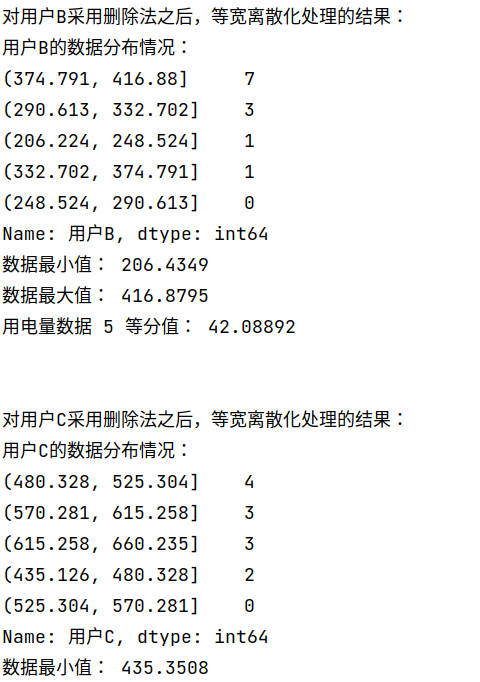 对用户B采用删除法之后，等宽离散化处理的结果：
用户B的数据分布情况：
(374.791, 416.88]     7
(290.613, 332.702]    3
(206.224, 248.524]    1
(332.702, 374.791]    1
(248.524, 290.613]    0
Name: 用户B, dtype: int64
数据最小值： 206.4349
数据最大值： 416.8795
用电量数据 5 等分值： 42.08892
对用户C采用删除法之后，等宽离散化处理的结果：
用户C的数据分布情况：
(480.328, 525.304]    4
(570.281, 615.258]    3
(615.258, 660.235]    3
(435.126, 480.328]    2
(525.304, 570.281]    0
Name: 用户C, dtype: int64
数据最小值： 435.3508